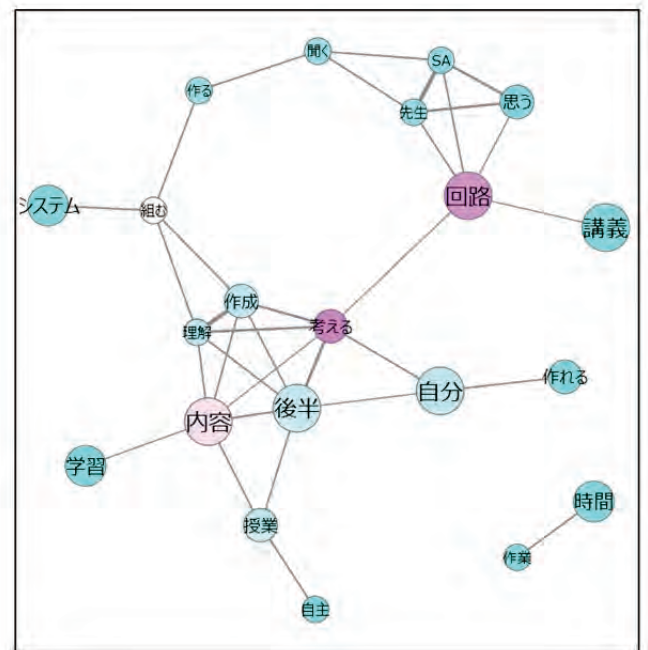 聞く
SA
作る
思う
先生
回路
システム
組む
講義
作成
考える
理解
作れる
自分
後半
内容
学習
時間
授業
作業
自主